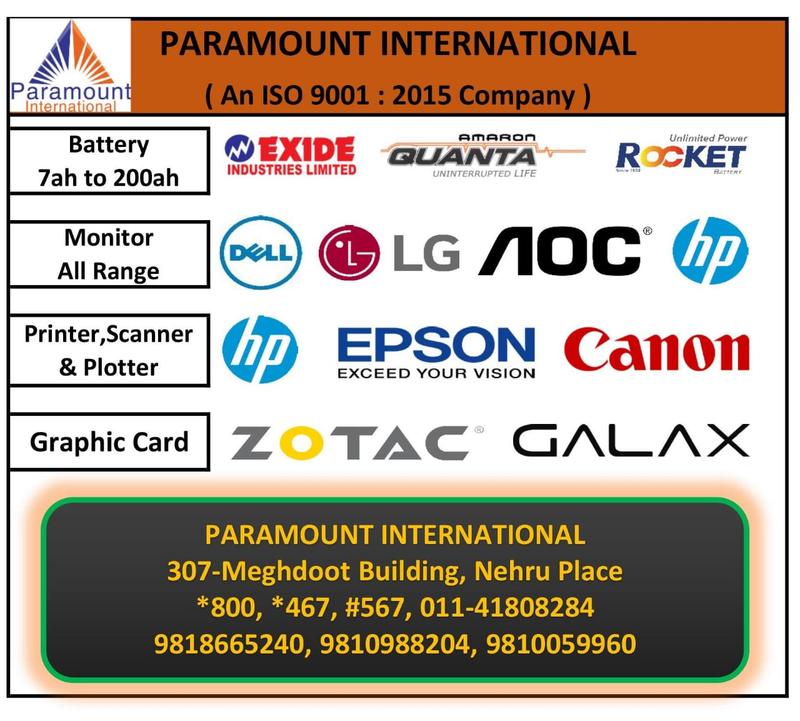 Paramount
International
PARAMOUNT INTERNATIONAL
( An ISO 9001 : 2015 Company )
Battery
7ah to 200ah
EXIDE
INDUSTRIES LIMITED
AMARON
QUANTA
UNINTERRUPTED LIFE
Unlimited Power
ROCKET
Since 1952 BATTERY
Monitor
All Range
DELL LG LG AOC® hp
Printer,Scanner
& Plotter
hp EPSON Canon
EXCEED YOUR VISION
Graphic Card
ZOTAC® GALAX
PARAMOUNT INTERNATIONAL
307-Meghdoot Building, Nehru Place
*800, *467, #567, 011-41808284
9818665240, 9810988204, 9810059960